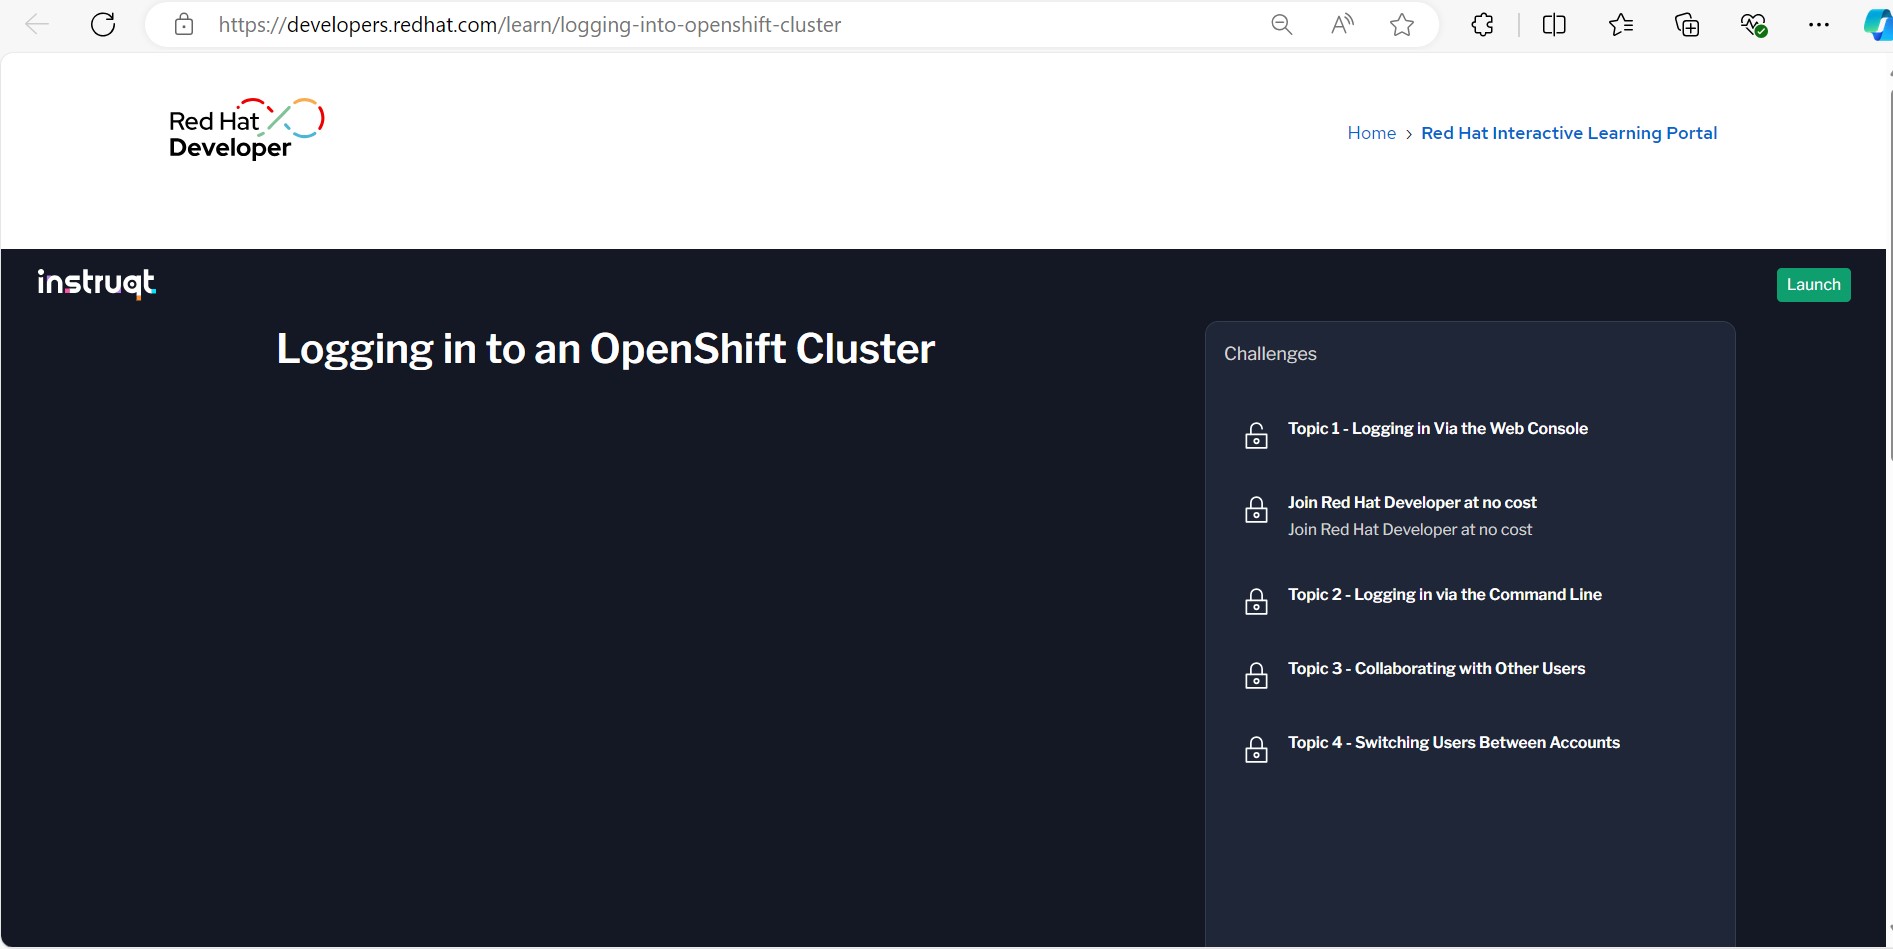 https://developers.redhat.com/learn/logging-into-openshift-cluster
Red Hat
Developer
Home › Red Hat Interactive Learning Portal
instruqt
Launch
Logging in to an OpenShift Cluster
Challenges
Topic 1 - Logging in Via the Web Console
Join Red Hat Developer at no cost
Join Red Hat Developer at no cost
Topic 2 - Logging in via the Command Line
Topic 3 - Collaborating with Other Users
Topic 4 - Switching Users Between Accounts